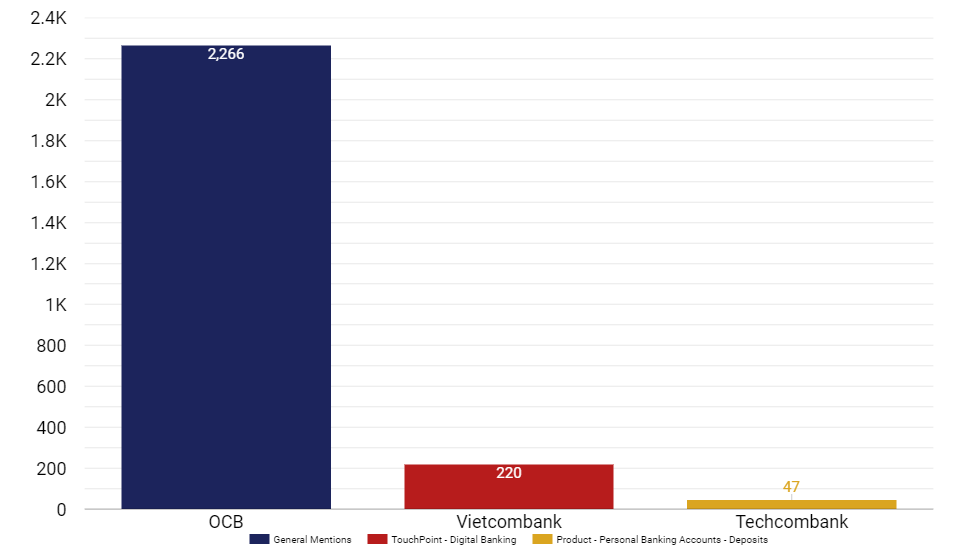 2.4K
2.2K
2K
1.8K
1.6K
1.4K
1.2K
1K
800
600
400
200
0
2,266
220
47
OCB Vietcombank Techcombank
General Mentions TouchPoint - Digital Banking Product - Personal Banking Accounts - Deposits